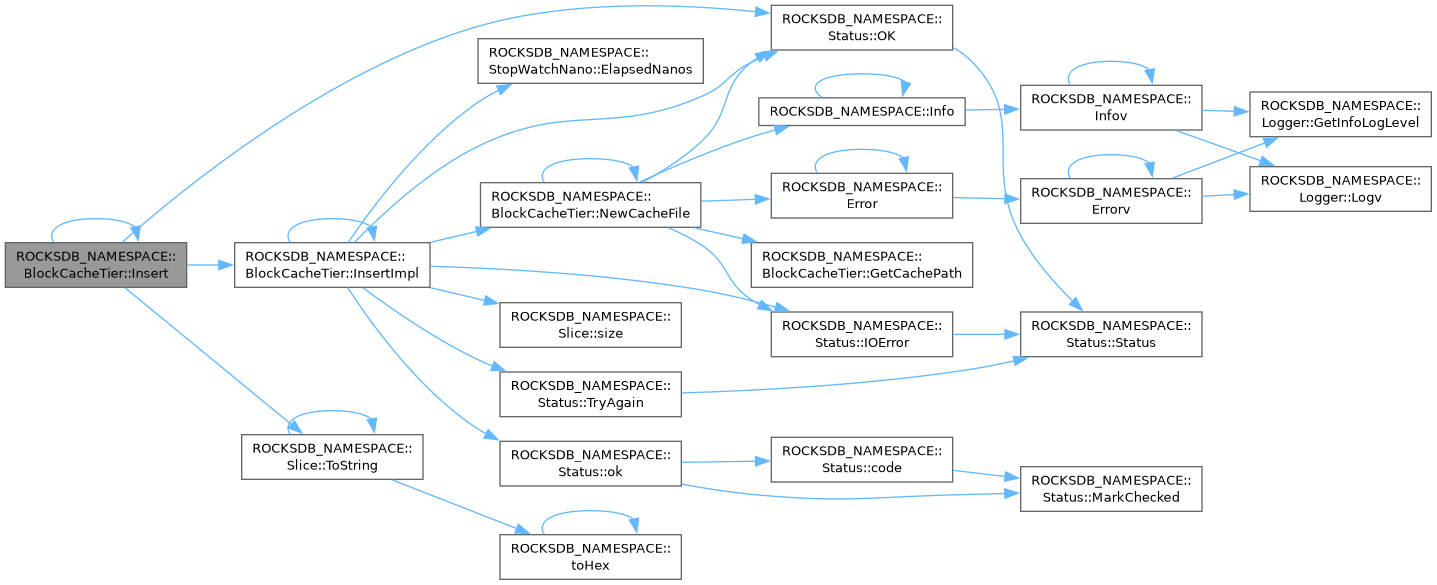 ROCKSDB_NAMESPACE::
BlockCacheTier::Insert
ROCKSDB_NAMESPACE::
BlockCacheTier::InsertImpl
ROCKSDB_NAMESPACE::
Slice::ToString
ROCKSDB_NAMESPACE::
StopWatchNano::ElapsedNanos
ROCKSDB_NAMESPACE::
BlockCacheTier::NewCacheFile
ROCKSDB_NAMESPACE::
Slice::size
ROCKSDB_NAMESPACE::
Status::TryAgain
ROCKSDB_NAMESPACE::
Status::ok
ROCKSDB_NAMESPACE::
toHex
ROCKSDB_NAMESPACE::
Status::OK
ROCKSDB_NAMESPACE::Info
ROCKSDB_NAMESPACE::
Error
ROCKSDB_NAMESPACE::
BlockCacheTier::GetCachePath
ROCKSDB_NAMESPACE::
Status::IOError
ROCKSDB_NAMESPACE::
Status::code
ROCKSDB_NAMESPACE::
Infov
ROCKSDB_NAMESPACE::
Errorv
ROCKSDB_NAMESPACE::
Status::Status
ROCKSDB_NAMESPACE::
Status::MarkChecked
ROCKSDB_NAMESPACE::
Logger::GetInfoLogLevel
ROCKSDB_NAMESPACE::
Logger::Logv